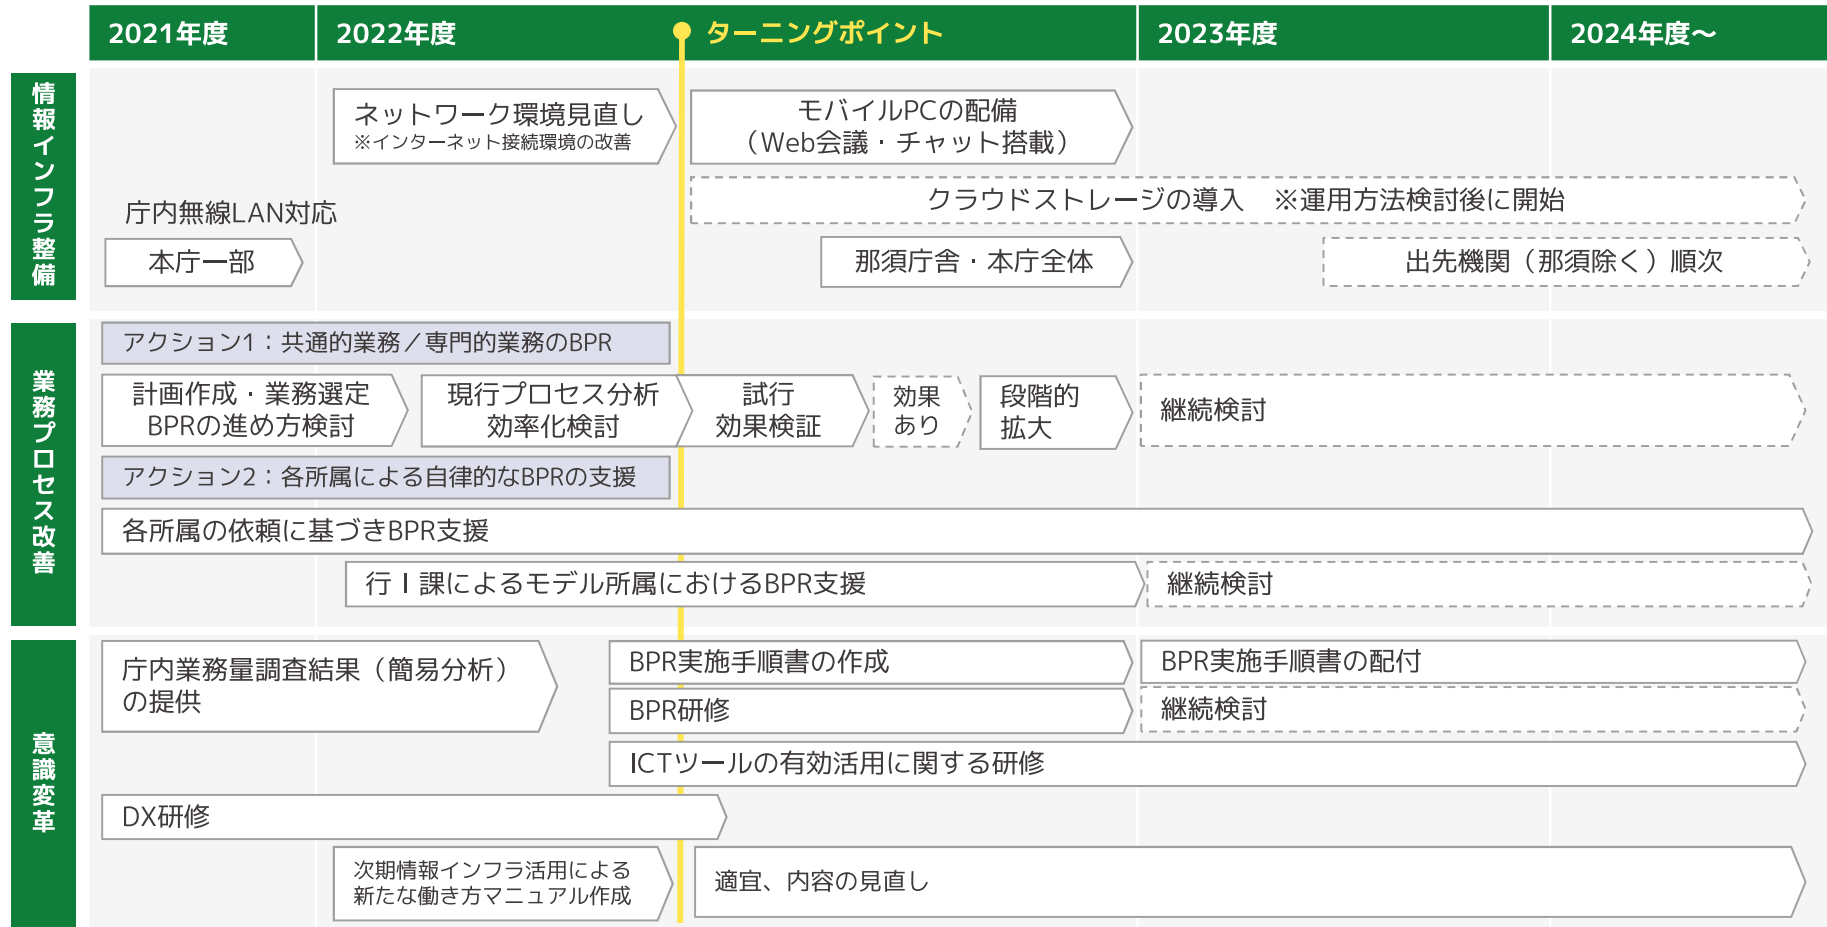 2021年度
2022年度
ターニングポイント
2023年度
2024年度～
情報インフラ整備
ネットワーク環境見直し
※インターネット接続環境の改善
モバイルPCの配備
（Web会議・チャット搭載）
クラウドストレージの導入　※運用方法検討後に開始
庁内無線LAN対応
本庁一部
那須庁舎・本庁全体
出先機関（那須除く）順次
業務プロセス改善
アクション1：共通的業務／専門的業務のBPR
計画作成・業務選定
BPRの進め方検討
現行プロセス分析
効率化検討
試行
効果検証
効果
あり
段階的
拡大
継続検討
アクション2：各所属による自律的なBPRの支援
各所属の依頼に基づきBPR支援
行Ⅰ課によるモデル所属におけるBPR支援
継続検討
意識変革
庁内業務量調査結果（簡易分析）
の提供
BPR実施手順書の作成
BPR実施手順書の配付
BPR研修
継続検討
ICTツールの有効活用に関する研修
DX研修
次期情報インフラ活用による
新たな働き方マニュアル作成
適宜、内容の見直し